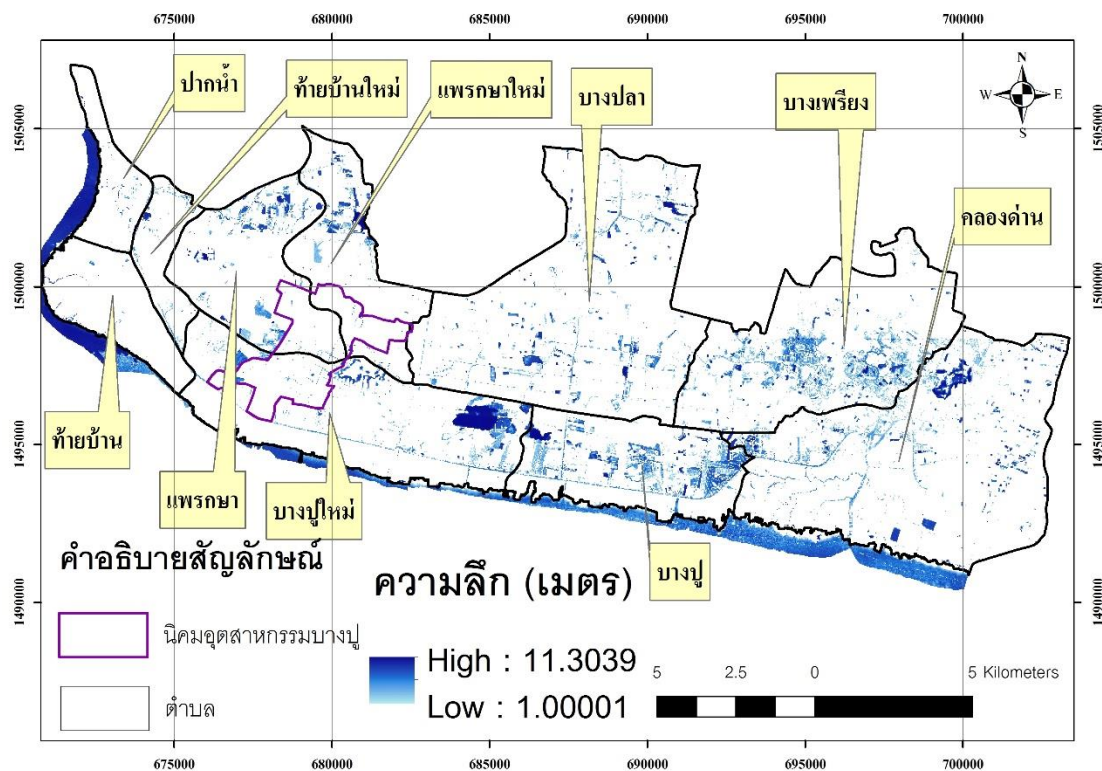 675000 680000 685000 690000 695000 700000
ปากน้ำ
ท้ายบ้านใหม่
แพรกษาใหม่
บางปลา
บางเพรียง
N
W E
S
1505000 1505000
คลองด่าน
1500000 1500000
1495000 1495000
ท้ายบ้าน
แพรกษา
บางปูใหม่
บางปู
คำอธิบายสัญลักษณ์
นิคมอุตสาหกรรมบางปู
ตำบล
ความลึก (เมตร)
High : 11.3039
Low : 1.00001
5 2.5 0 5 Kilometers
1490000 1490000
675000 680000 685000 690000 695000 700000